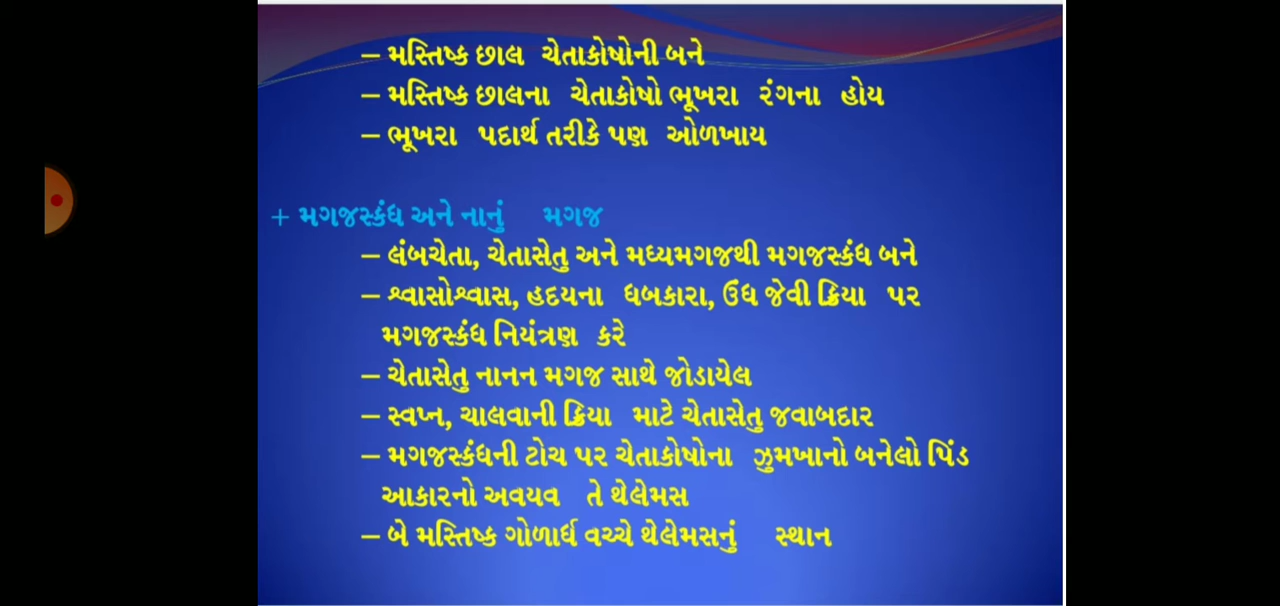 – મસ્તિષ્ક છાલ ચેતાકોષોની બને
– મસ્તિષ્ક છાલના ચેતાકોષો ભૂખરા રંગના હોય
– ભૂખરા પદાર્થ તરીકે પણ ઓળખાય
+ મગજસ્કંધ અને નાનું મગજ
– લંબચેતા, ચેતાસેતુ અને મધ્યમગજથી મગજસ્કંધ બને
– શ્વાસોશ્વાસ, હૃદયના ધબકારા, ઉંઘ જેવી ક્રિયા પર
મગજસ્કંધ નિયંત્રણ કરે
– ચેતાસેતુ નાનન મગજ સાથે જોડાયેલ
– સ્વપ્ન, ચાલવાની ક્રિયા માટે ચેતાસેતુ જવાબદાર
– મગજસ્કંધની ટોચ પર ચેતાકોષોના ઝુમખાનો બનેલો પિંડ
આકારનો અવયવ તે થેલેમસ
– બે મસ્તિષ્ક ગોળાર્ધ વચ્ચે થેલેમસનું સ્થાન